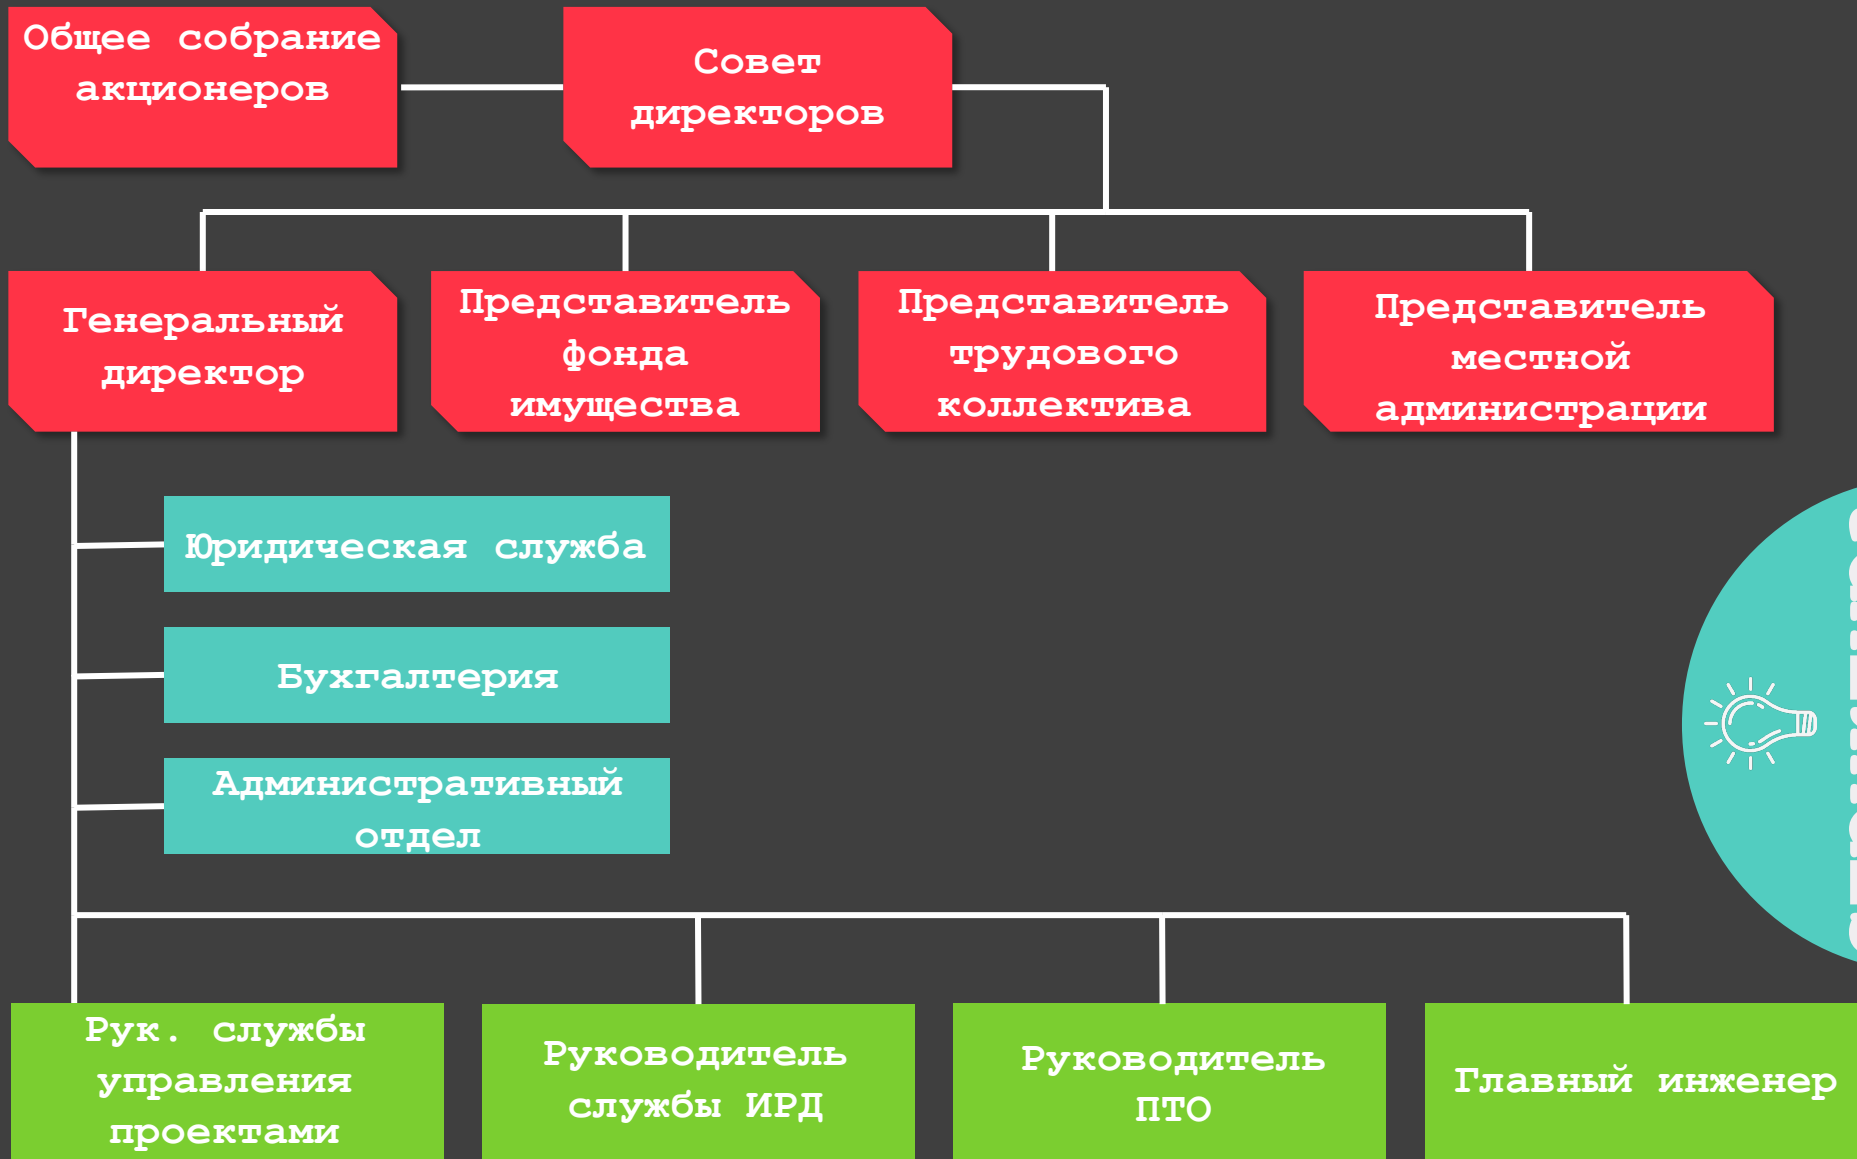 Общее собрание
акционеров
Совет
директоров
Генеральный
директор
Представитель
фонда
имущества
Представитель
трудового
коллектива
Представитель
местной
администрации
Юридическая служба
Бухгалтерия
Административный
отдел
Рук. службы
управления
проектами
Руководитель
службы ИРД
Руководитель
ПТО
Главный инженер